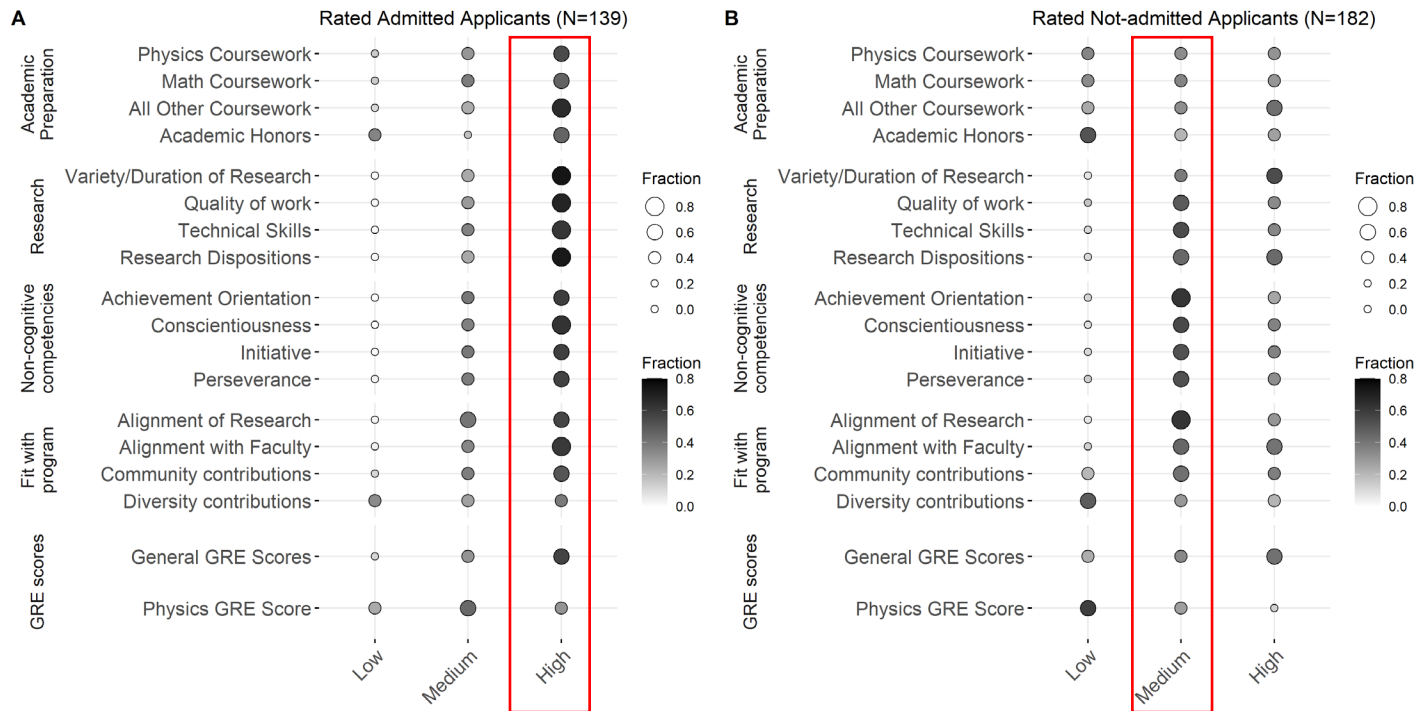 A
Rated Admitted Applicants (N=139)
Academic
Preparation
Physics Coursework
Math Coursework
All Other Coursework
Academic Honors
Research
Variety/Duration of Research
Quality of work
Technical Skills
Research Dispositions
Non-cognitive
competencies
Achievement Orientation
Conscientiousness
Initiative
Perseverance
Fit with
program
Alignment of Research
Alignment with Faculty
Community contributions
Diversity contributions
GRE scores
General GRE Scores
Physics GRE Score
Low
Medium
High
Fraction
0.8
0.6
0.4
0.2
0.0
Fraction
0.8
0.6
0.4
0.2
0.0
B
Rated Not-admitted Applicants (N=182)
Academic
Preparation
Physics Coursework
Math Coursework
All Other Coursework
Academic Honors
Research
Variety/Duration of Research
Quality of work
Technical Skills
Research Dispositions
Non-cognitive
competencies
Achievement Orientation
Conscientiousness
Initiative
Perseverance
Fit with
program
Alignment of Research
Alignment with Faculty
Community contributions
Diversity contributions
GRE scores
General GRE Scores
Physics GRE Score
Low
Medium
High
Fraction
0.8
0.6
0.4
0.2
0.0
Fraction
0.8
0.6
0.4
0.2
0.0